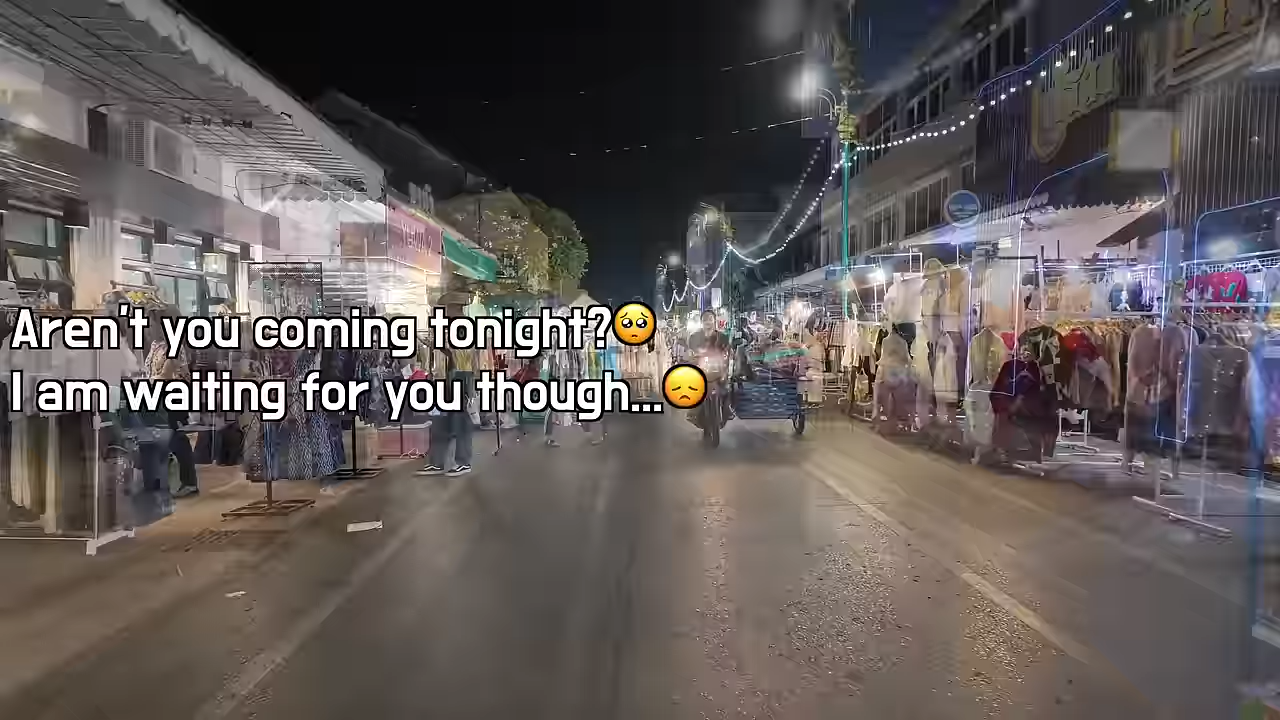 Aren't you coming tonight?🥺
I am waiting for you though...😞